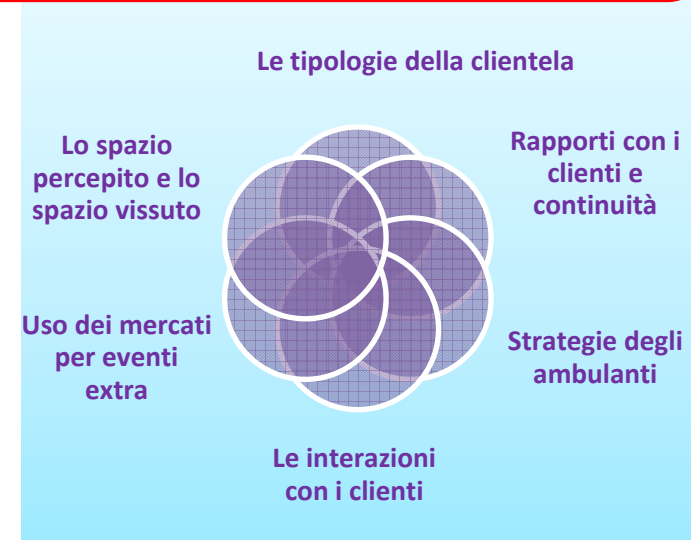 Le tipologie della clientela
Rapporti con i
clienti e
continuità
Strategie degli
ambulanti
Le interazioni
con i clienti
Uso dei mercati
per eventi
extra
Lo spazio
percepito e lo
spazio vissuto